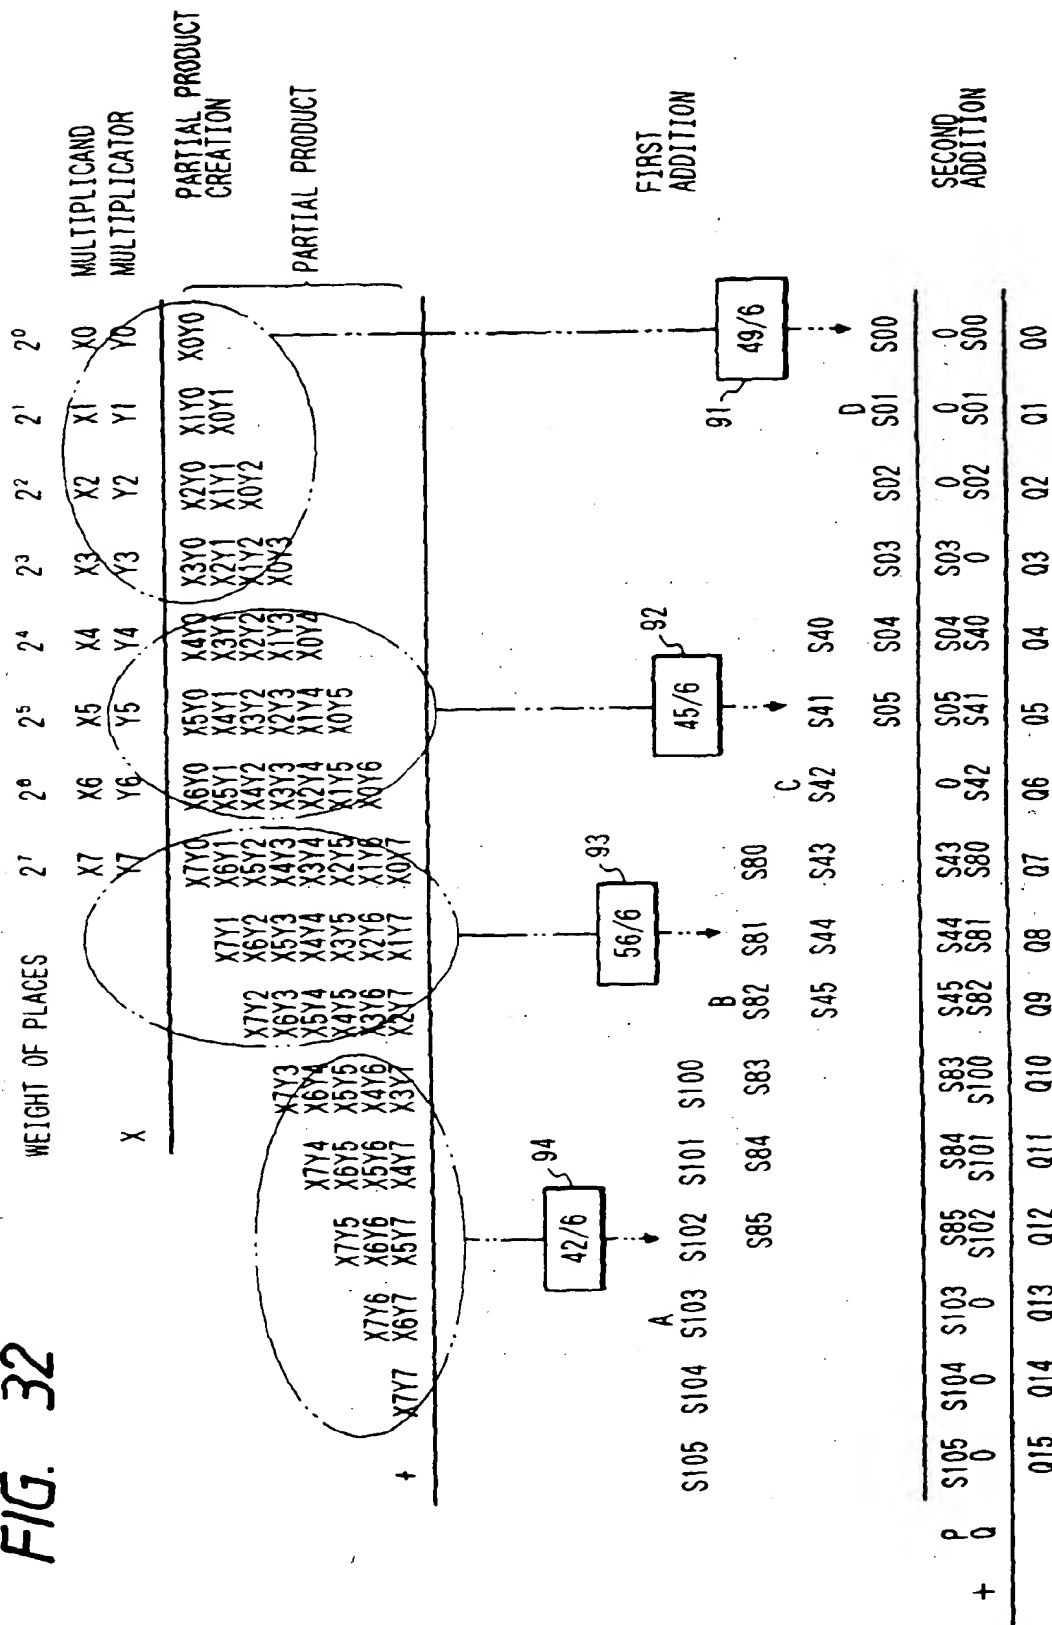 FIG. 32
WEIGHT OF PLACES 2⁷ 2⁶ 2⁵ 2⁴ 2³ 2² 2¹ 2⁰
X7 X6 X5 X4 X3 X2 X1 X0 MULTIPLICAND
X Y7 Y6 Y5 Y4 Y3 Y2 Y1 Y0 MULTIPLICATOR
X7Y0 X6Y0 X5Y0 X4Y0 X3Y0 X2Y0 X1Y0 X0Y0 PARTIAL PRODUCT
X7Y1 X6Y1 X5Y1 X4Y1 X3Y1 X2Y1 X1Y1 X0Y1 CREATION
X7Y2 X6Y2 X5Y2 X4Y2 X3Y2 X2Y2 X1Y2 X0Y2
X7Y3 X6Y3 X5Y3 X4Y3 X3Y3 X2Y3 X1Y3 X0Y3
X7Y4 X6Y4 X5Y4 X4Y4 X3Y4 X2Y4 X1Y4 X0Y4 PARTIAL PRODUCT
X7Y5 X6Y5 X5Y5 X4Y5 X3Y5 X2Y5 X1Y5 X0Y5
X7Y6 X6Y6 X5Y6 X4Y6 X3Y6 X2Y6 X1Y6 X0Y6
+ X7Y7 X6Y7 X5Y7 X4Y7 X3Y7 X2Y7 X1Y7 X0Y7
94 42/6
93 56/6
92 45/6
91 49/6
FIRST
ADDITION
A
S105 S104 S103 S102 S101 S100
B
S85 S84 S83 S82 S81 S80
C
S45 S44 S43 S42 S41 S40
D
S05 S04 S03 S02 S01 S00
P S105 S104 S103 S85 S84 S83 S45 S44 S43 0 S05 S04 S03 0 0 0 SECOND
+ Q 0 0 0 S102 S101 S100 S82 S81 S80 S42 S41 S40 0 S02 S01 S00 ADDITION
Q15 Q14 Q13 Q12 Q11 Q10 Q9 Q8 Q7 Q6 Q5 Q4 Q3 Q2 Q1 Q0